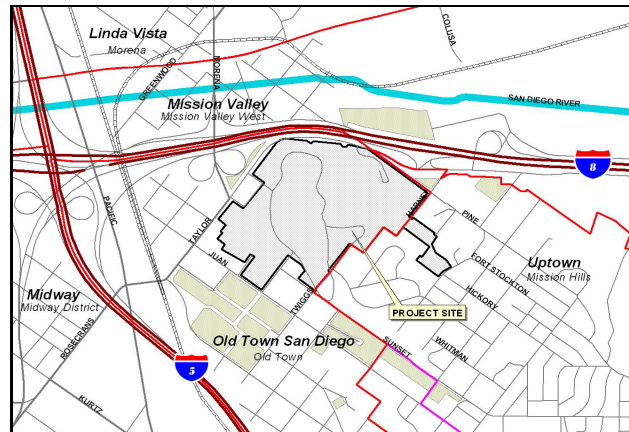 Linda Vista
Morena
COLUSA
GREENWOOD
MORENA
Mission Valley
Mission Valley West
SAN DIEGO RIVER
8
HARNEY
TAYLOR
PACIFIC
PINE
JUAN
FORT STOCKTON
Uptown
Mission Hills
Midway
Midway District
HICKORY
TWIGGS
PROJECT SITE
ROSECRANS
Old Town San Diego
Old Town
SUNSET
WHITMAN
5
KURTZ